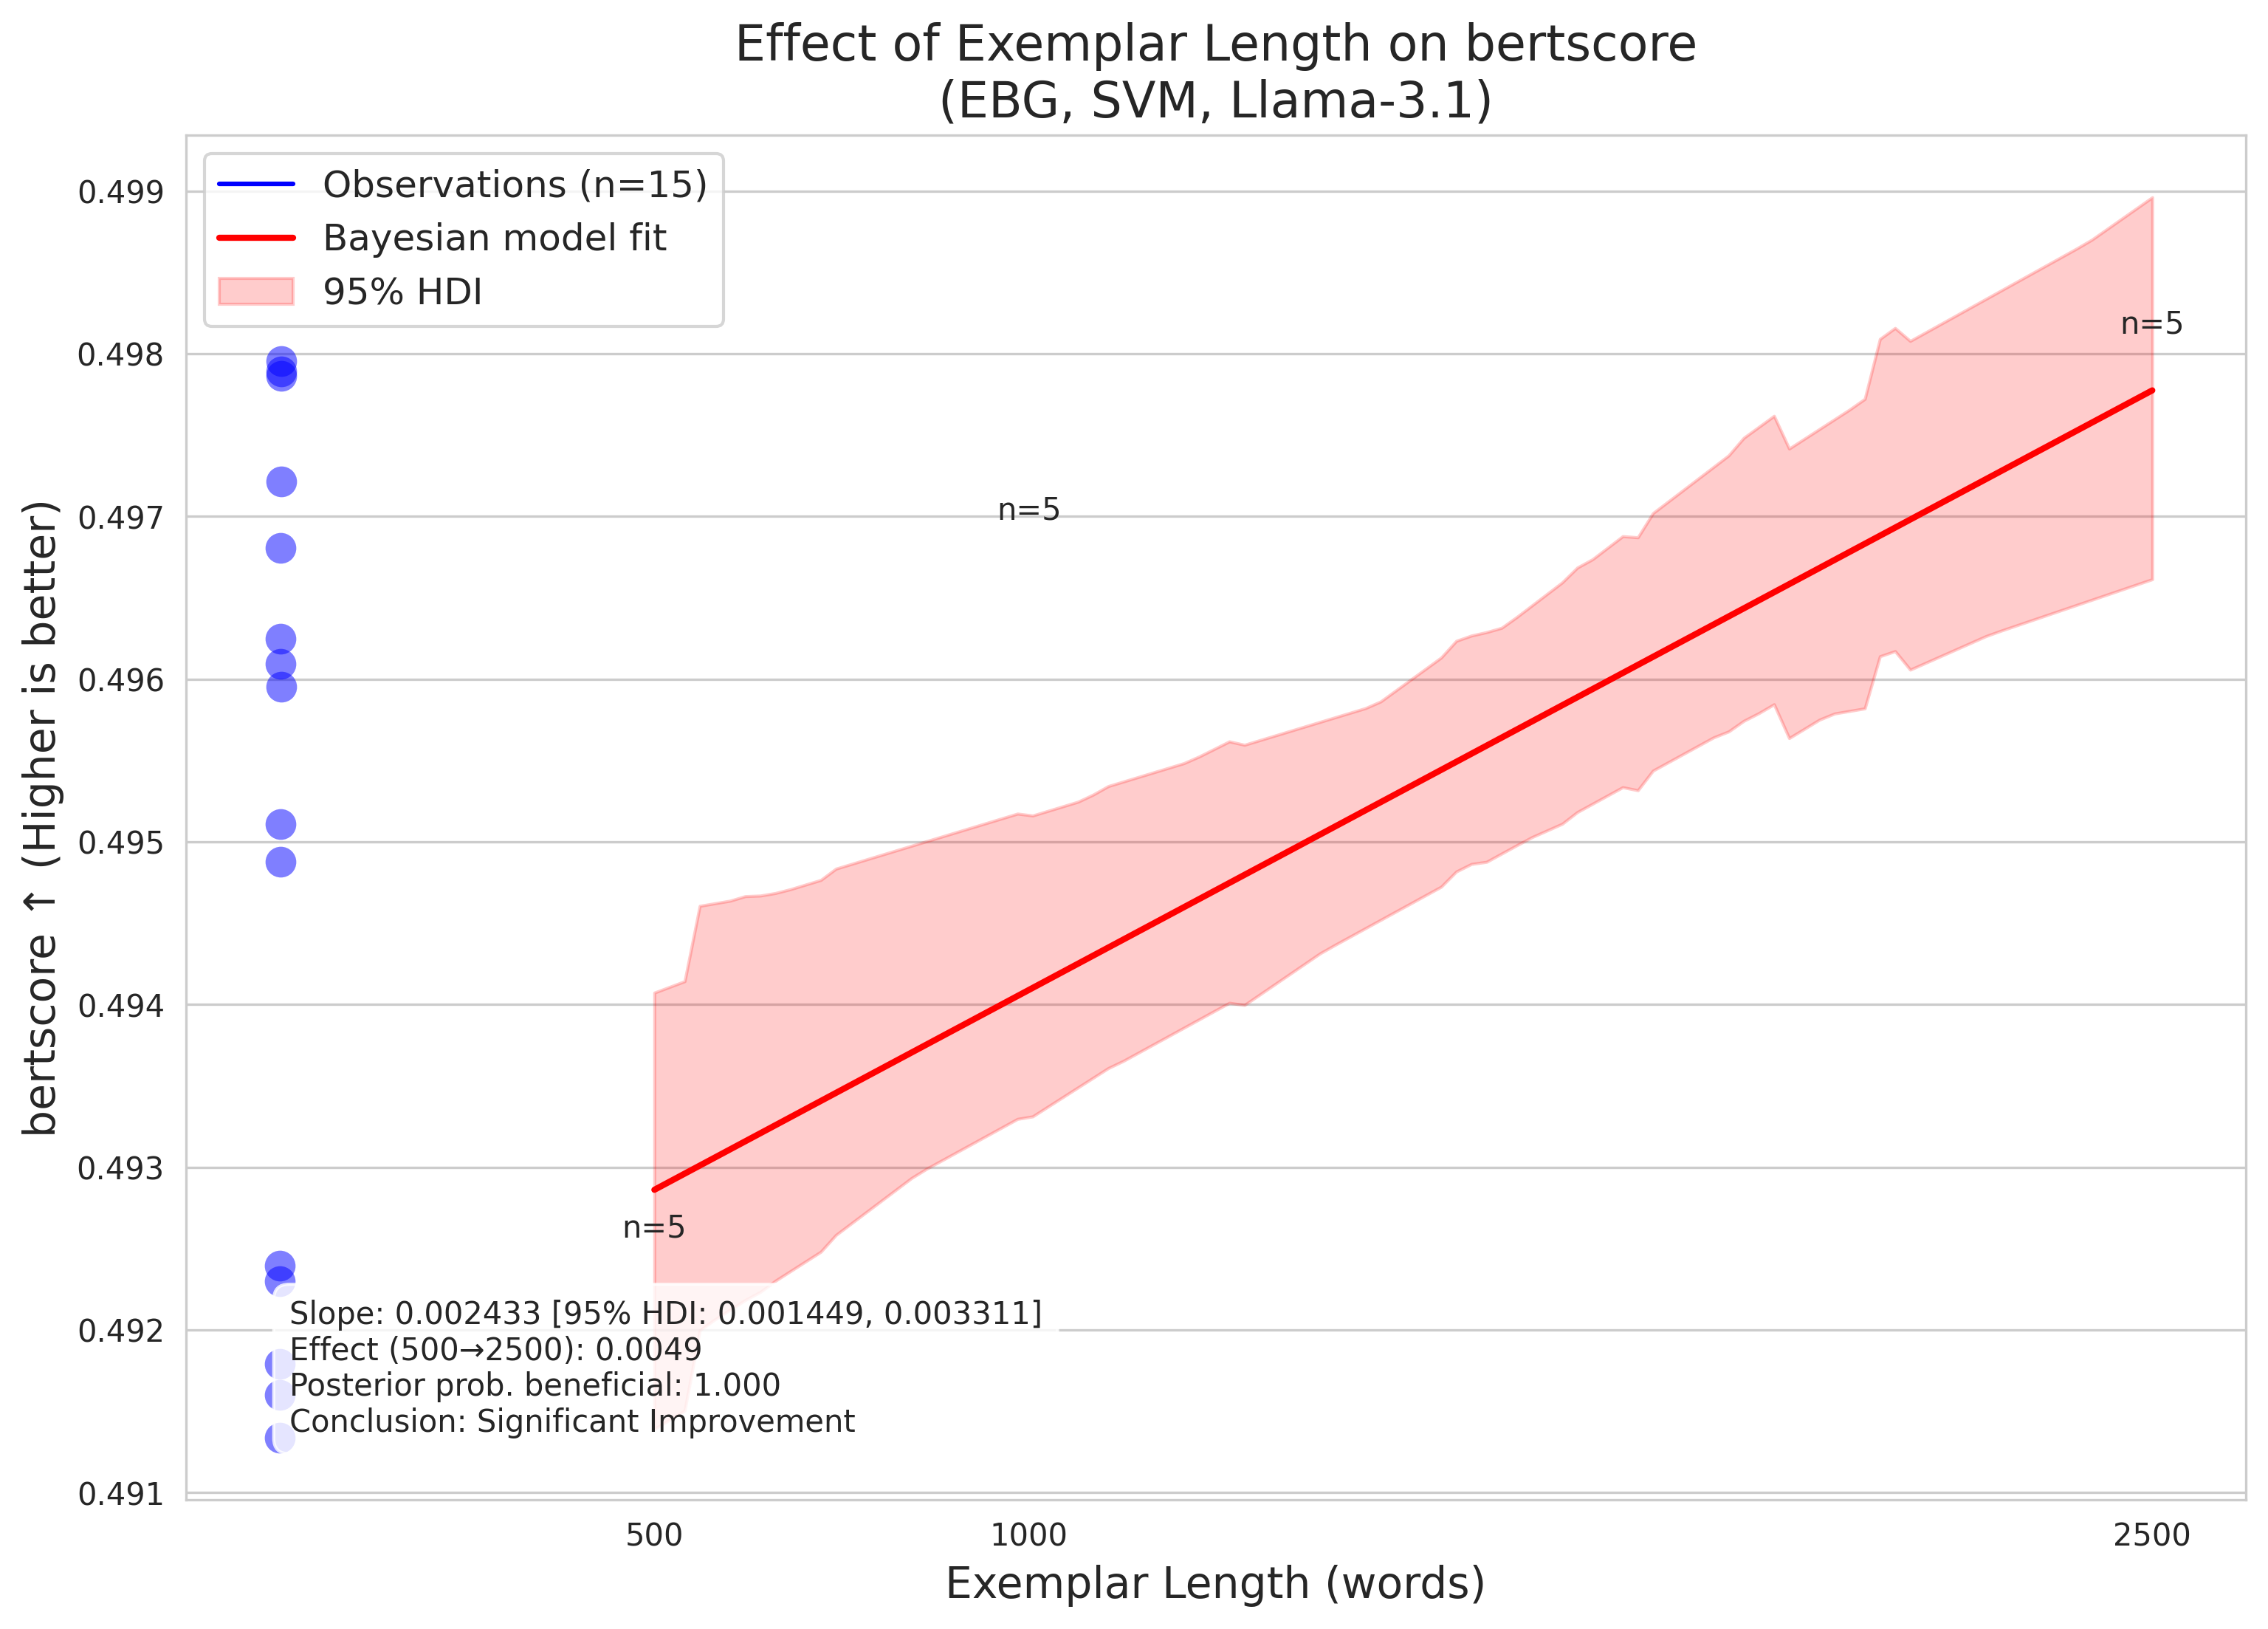 Effect of Exemplar Length on bertscore
(EBG, SVM, Llama-3.1)
Observations (n=15)
Bayesian model fit
95% HDI
bertscore ↑ (Higher is better)
0.499
0.498
0.497
0.496
0.495
0.494
0.493
0.492
0.491
n=5
n=5
n=5
Slope: 0.002433 [95% HDI: 0.001449, 0.003311]
Effect (500→2500): 0.0049
Posterior prob. beneficial: 1.000
Conclusion: Significant Improvement
500
1000
2500
Exemplar Length (words)